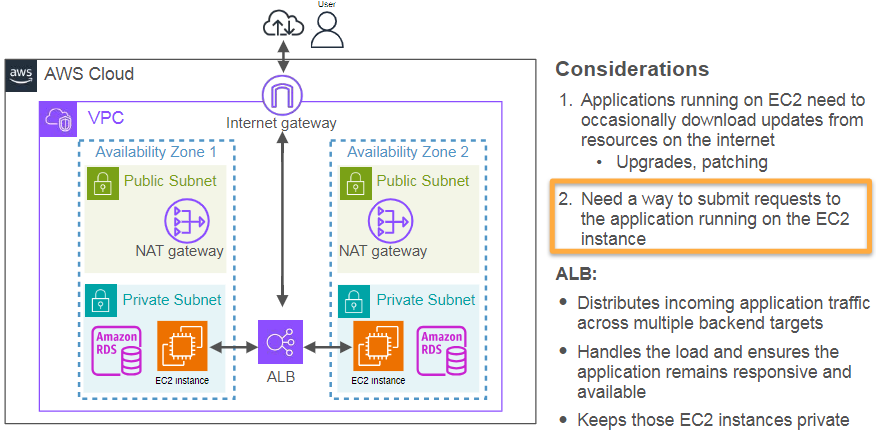 User
aws
AWS Cloud
VPC
Internet gateway
Availability Zone 1
Public Subnet
NAT gateway
Private Subnet
Amazon
RDS
EC2 instance
ALB
Availability Zone 2
Public Subnet
NAT gateway
Private Subnet
EC2 instance
Amazon
RDS
Considerations
1. Applications running on EC2 need to
occasionally download updates from
resources on the internet
• Upgrades, patching
2. Need a way to submit requests to
the application running on the EC2
instance
ALB:
• Distributes incoming application traffic
across multiple backend targets
• Handles the load and ensures the
application remains responsive and
available
• Keeps those EC2 instances private